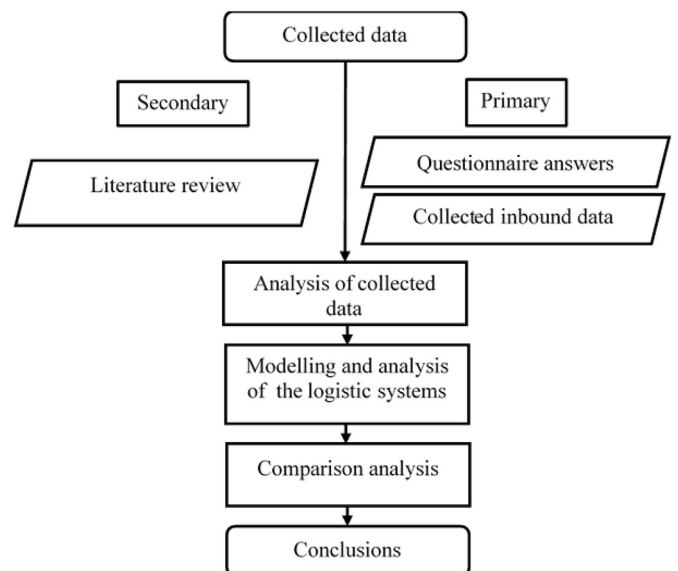 Collected data
Secondary
Primary
Literature review
Questionnaire answers
Collected inbound data
Analysis of collected
data
Modelling and analysis
of the logistic systems
Comparison analysis
Conclusions